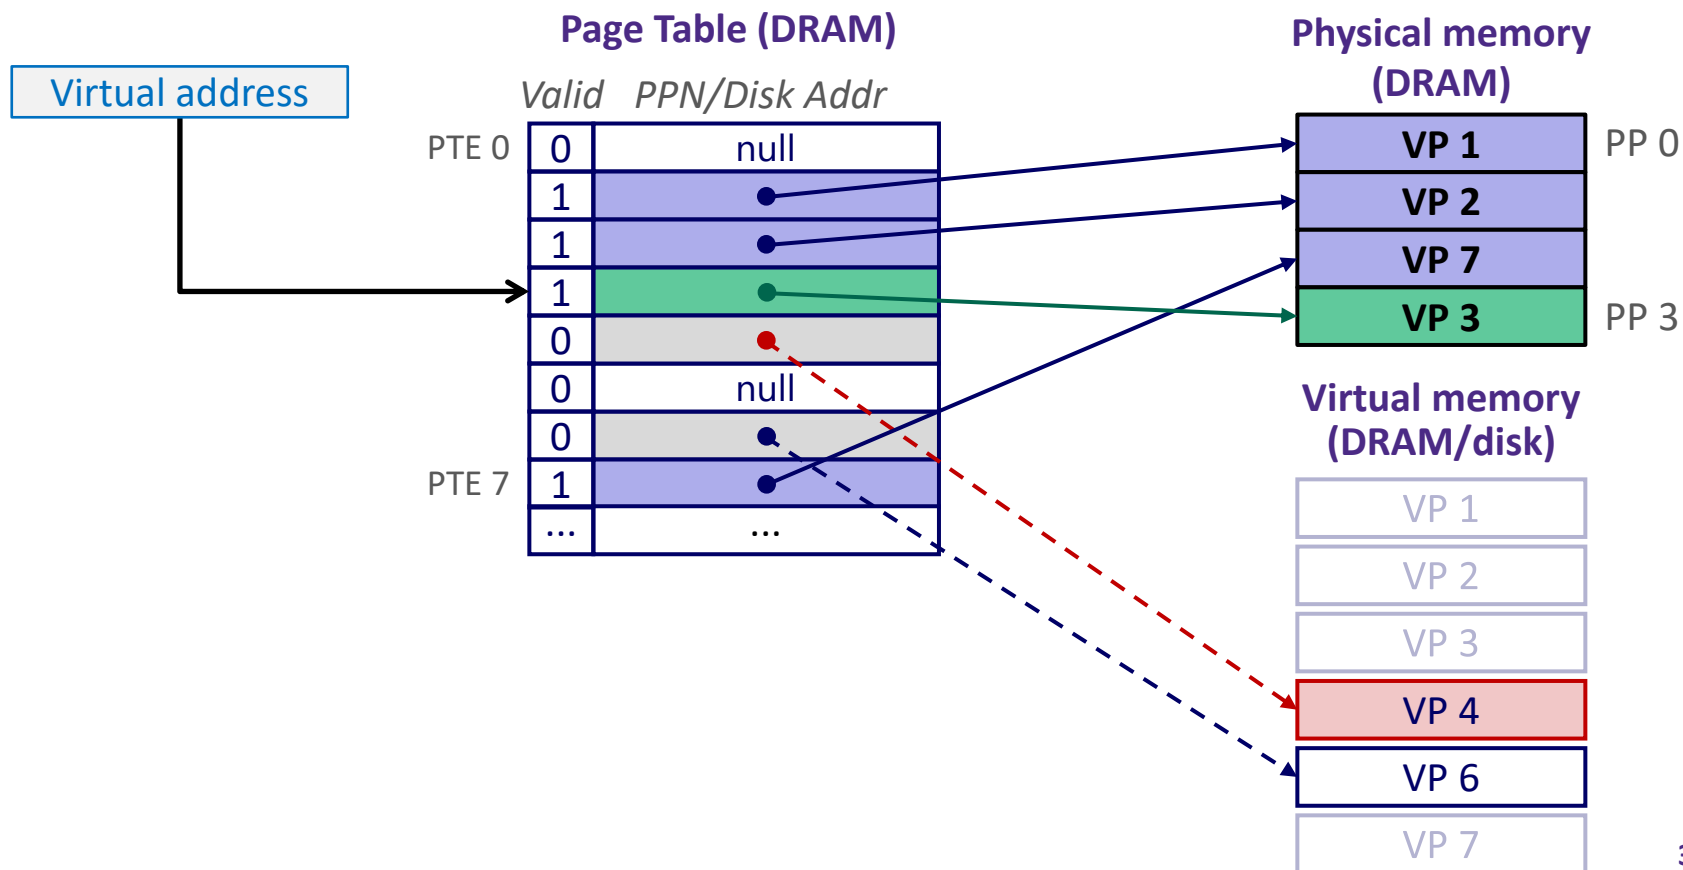 Page Table (DRAM)
Physical memory
(DRAM)
Virtual address
Valid PPN/Disk Addr
PTE 0 0 null
1
1
1
0
0 null
0
PTE 7 1
... ...
VP 1 PP 0
VP 2
VP 7
VP 3 PP 3
Virtual memory
(DRAM/disk)
VP 1
VP 2
VP 3
VP 4
VP 6
VP 7